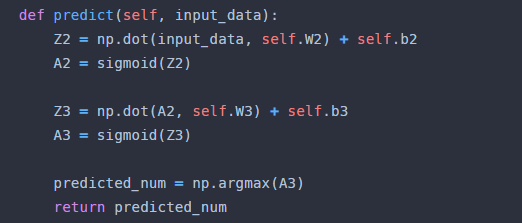 def predict(self, input_data):
    Z2 = np.dot(input_data, self.W2) + self.b2
    A2 = sigmoid(Z2)

    Z3 = np.dot(A2, self.W3) + self.b3
    A3 = sigmoid(Z3)

    predicted_num = np.argmax(A3)
    return predicted_num